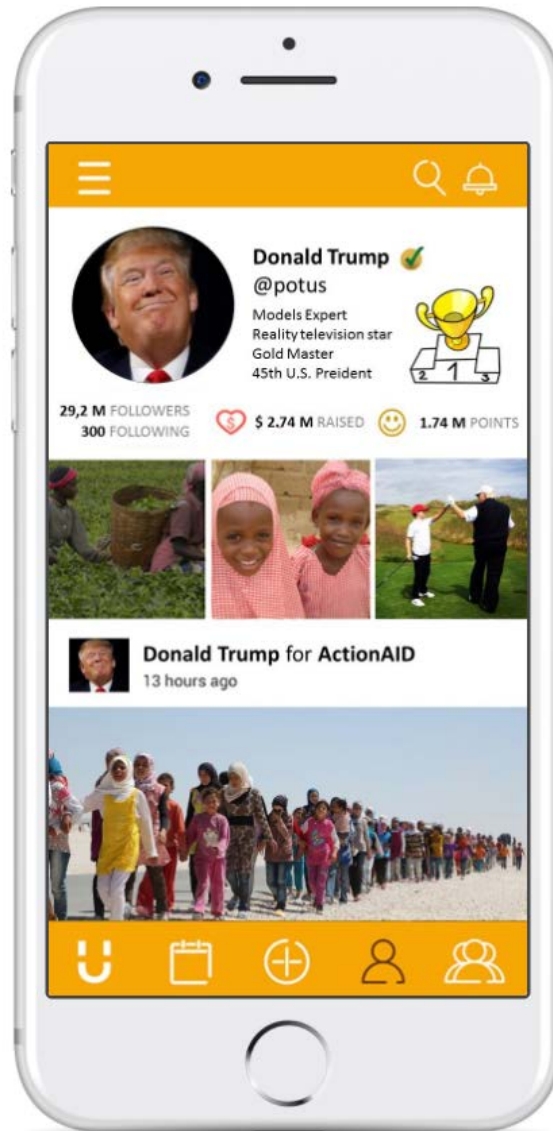 Donald Trump
@potus
Models Expert
Reality television star
Gold Master
45th U.S. Preident
2 1 3
29,2 M FOLLOWERS
300 FOLLOWING
$ $ 2.74 M RAISED
1.74 M POINTS
Donald Trump for ActionAID
13 hours ago